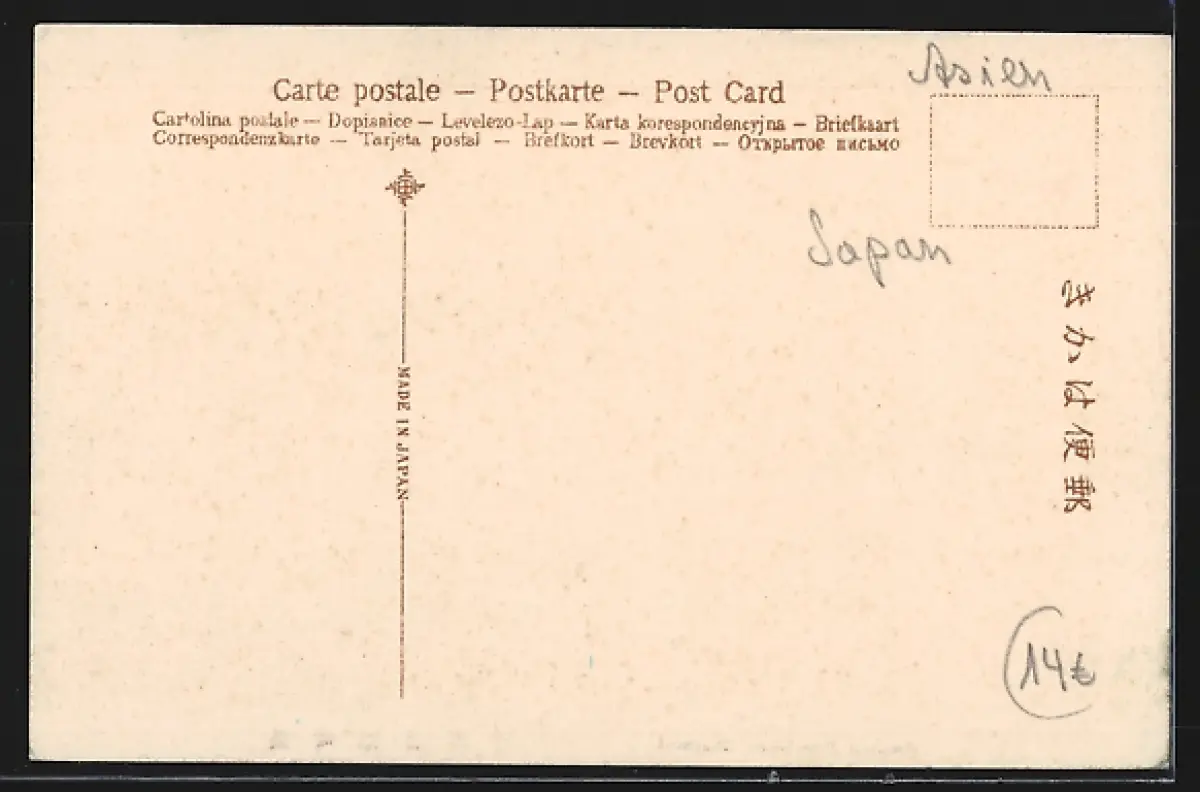 Asien
Carte postale — Postkarte — Post Card
Cartolina postale — Dopisnice — Levelezo-Lap — Karta korespondencyjna — Briefkaart
Correspondenzkarte — Tarjeta postal — Brefkort — Brevkort — Открытое письмо
Japan
きかは便郵
MADE IN JAPAN
14€